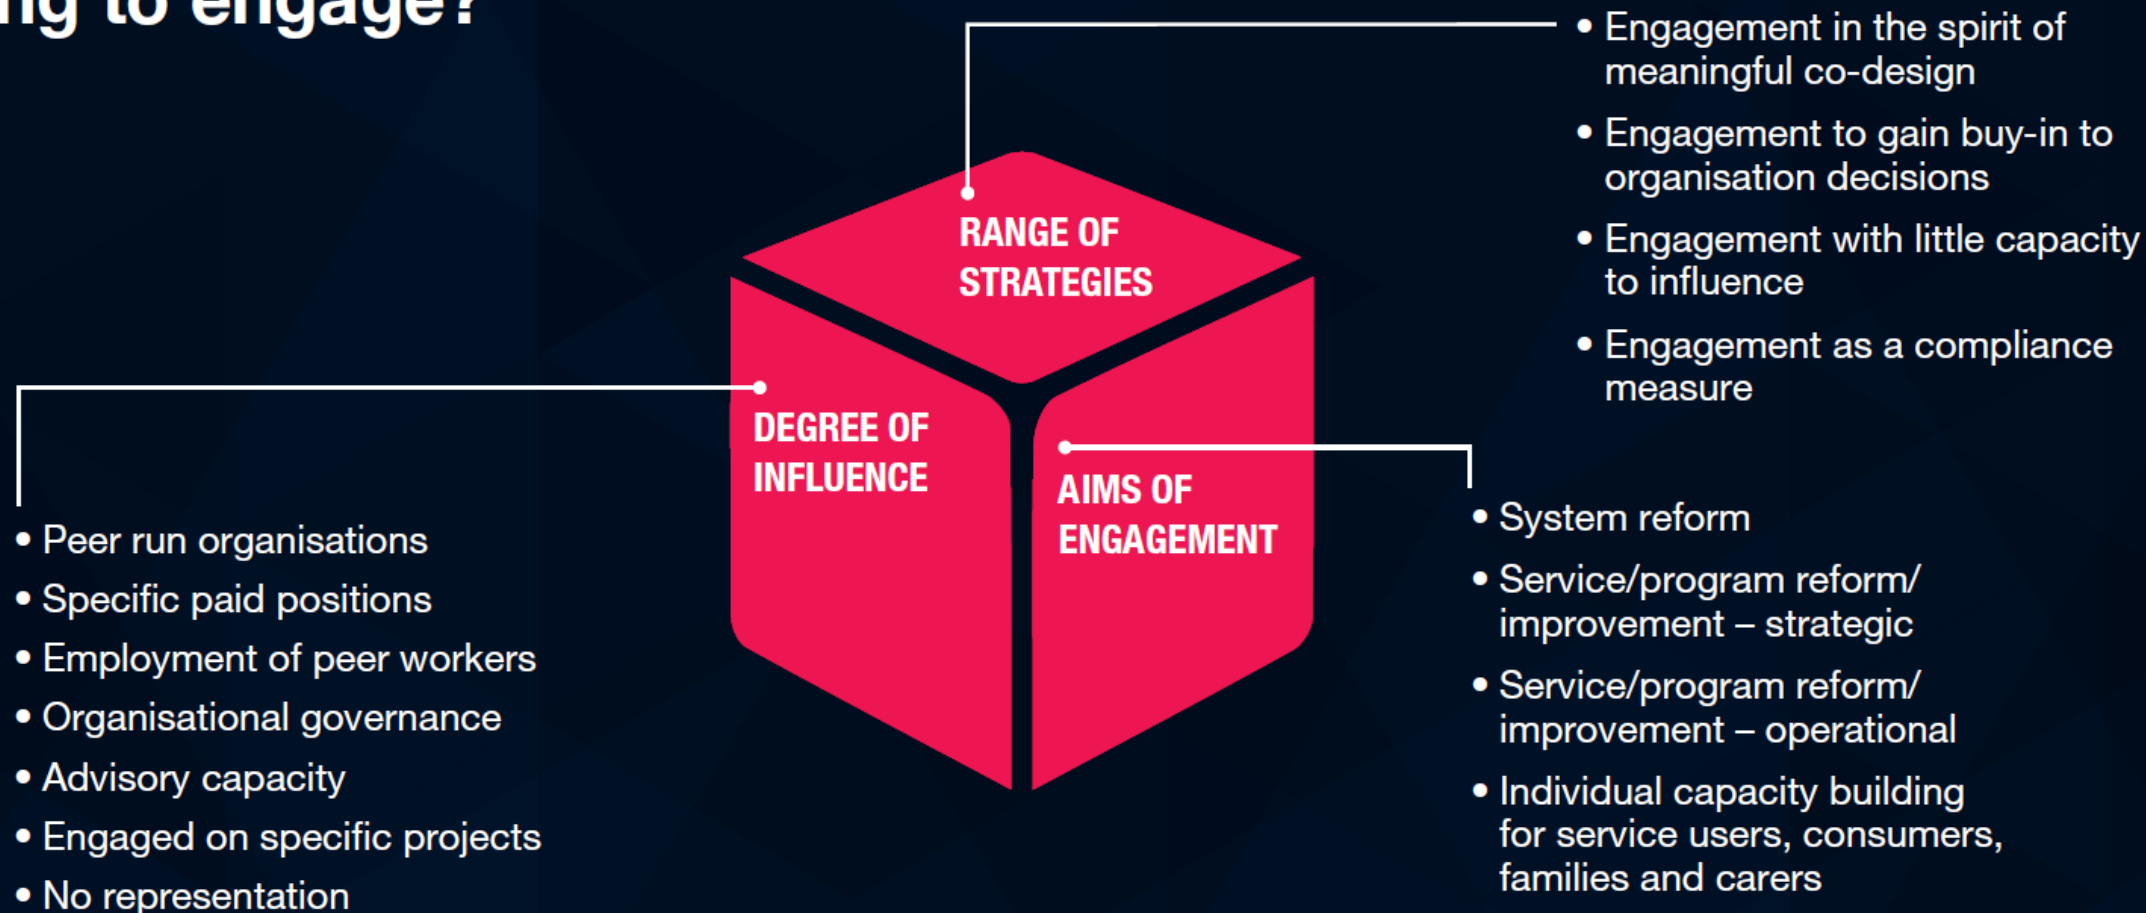 ng to engage?
• Engagement in the spirit of
meaningful co-design
• Engagement to gain buy-in to
organisation decisions
• Engagement with little capacity
to influence
• Engagement as a compliance
measure
RANGE OF
STRATEGIES
DEGREE OF
INFLUENCE
AIMS OF
ENGAGEMENT
• Peer run organisations
• Specific paid positions
• Employment of peer workers
• Organisational governance
• Advisory capacity
• Engaged on specific projects
• No representation
• System reform
• Service/program reform/
improvement – strategic
• Service/program reform/
improvement – operational
• Individual capacity building
for service users, consumers,
families and carers